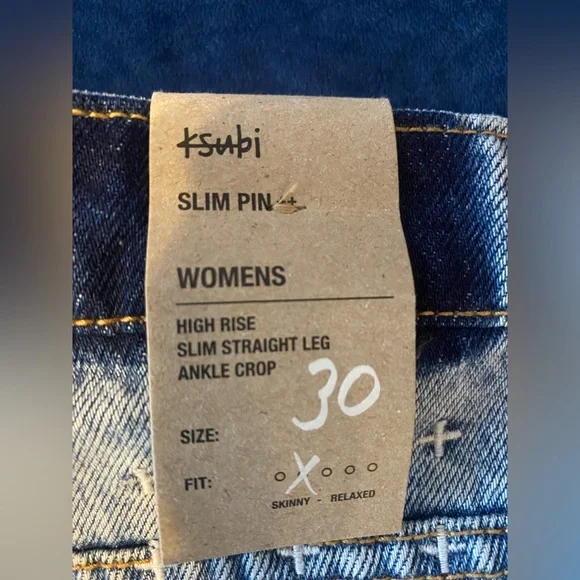 ksubi
SLIM PIN
WOMENS
HIGH RISE
SLIM STRAIGHT LEG
ANKLE CROP
30
SIZE:
FIT: o X o o o
SKINNY - RELAXED